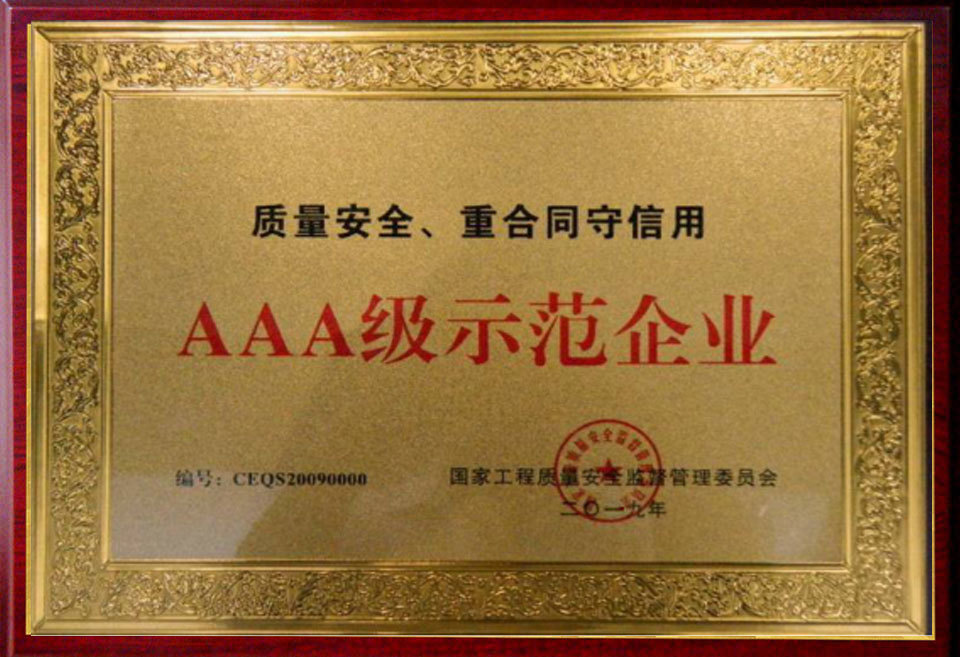 质量安全、重合同守信用
AAA级示范企业
编号：CEQS20090000
国家工程质量安全监督管理委员会
二〇一九年